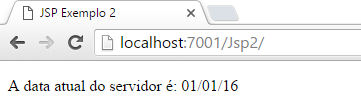 JSP Exemplo 2
localhost:7001/Jsp2/
A data atual do servidor é: 01/01/16